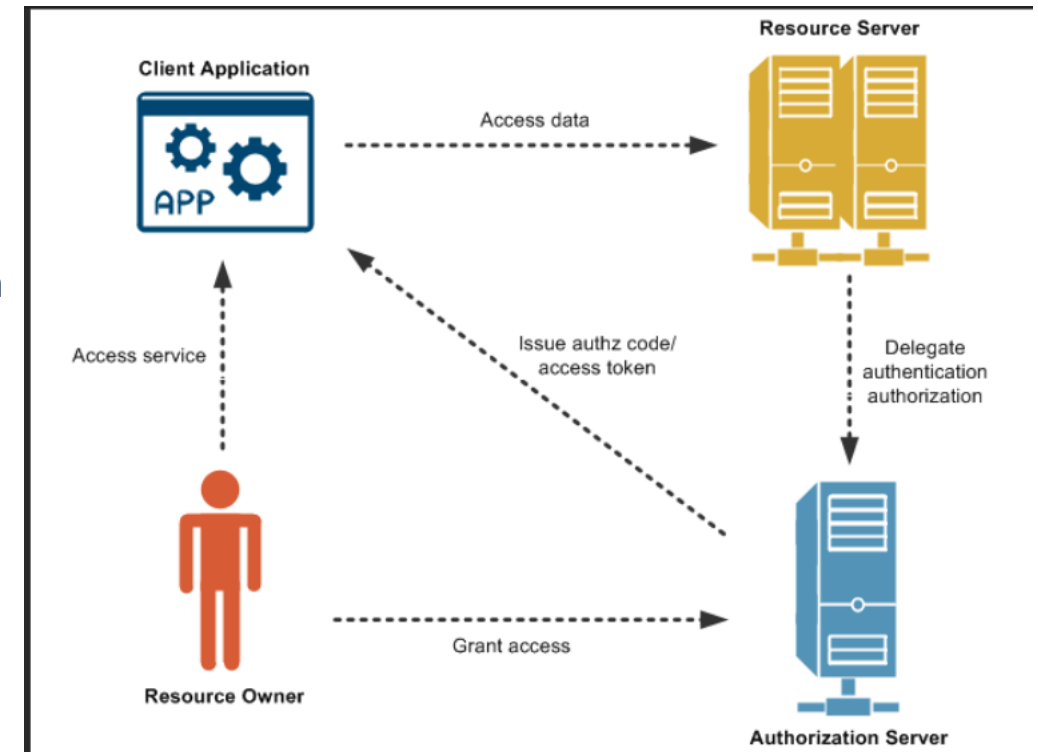 Resource Server
Client Application
Access data
APP
Issue authz code/
access token
Delegate
authentication
authorization
Access service
Grant access
Resource Owner
Authorization Server